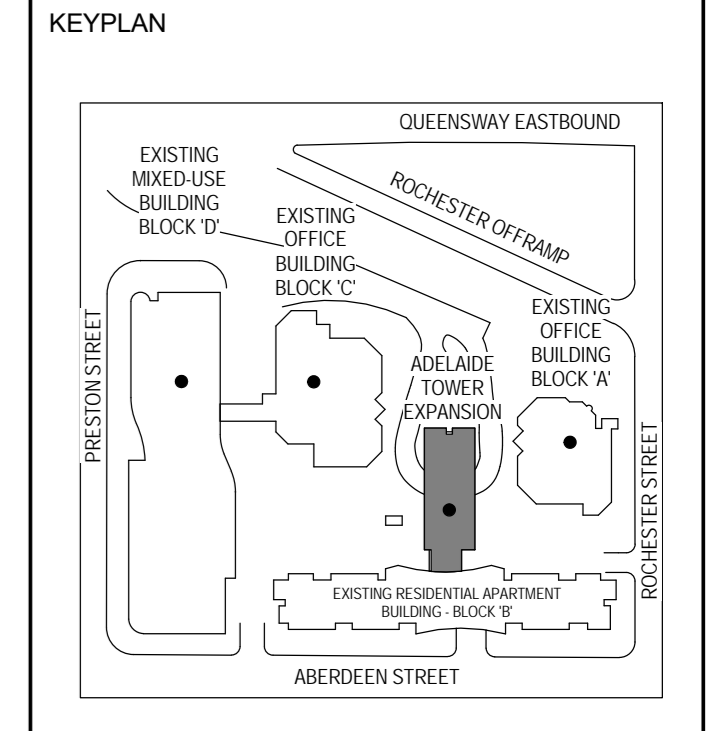 KEYPLAN
QUEENSWAY EASTBOUND
EXISTING
MIXED-USE
BUILDING
BLOCK 'D'
ROCHESTER OFFRAMP
EXISTING
OFFICE
BUILDING
BLOCK 'C'
EXISTING
OFFICE
BUILDING
BLOCK 'A'
ADELAIDE
TOWER
EXPANSION
PRESTON STREET
ROCHESTER STREET
EXISTING RESIDENTIAL APARTMENT
BUILDING - BLOCK 'B'
ABERDEEN STREET